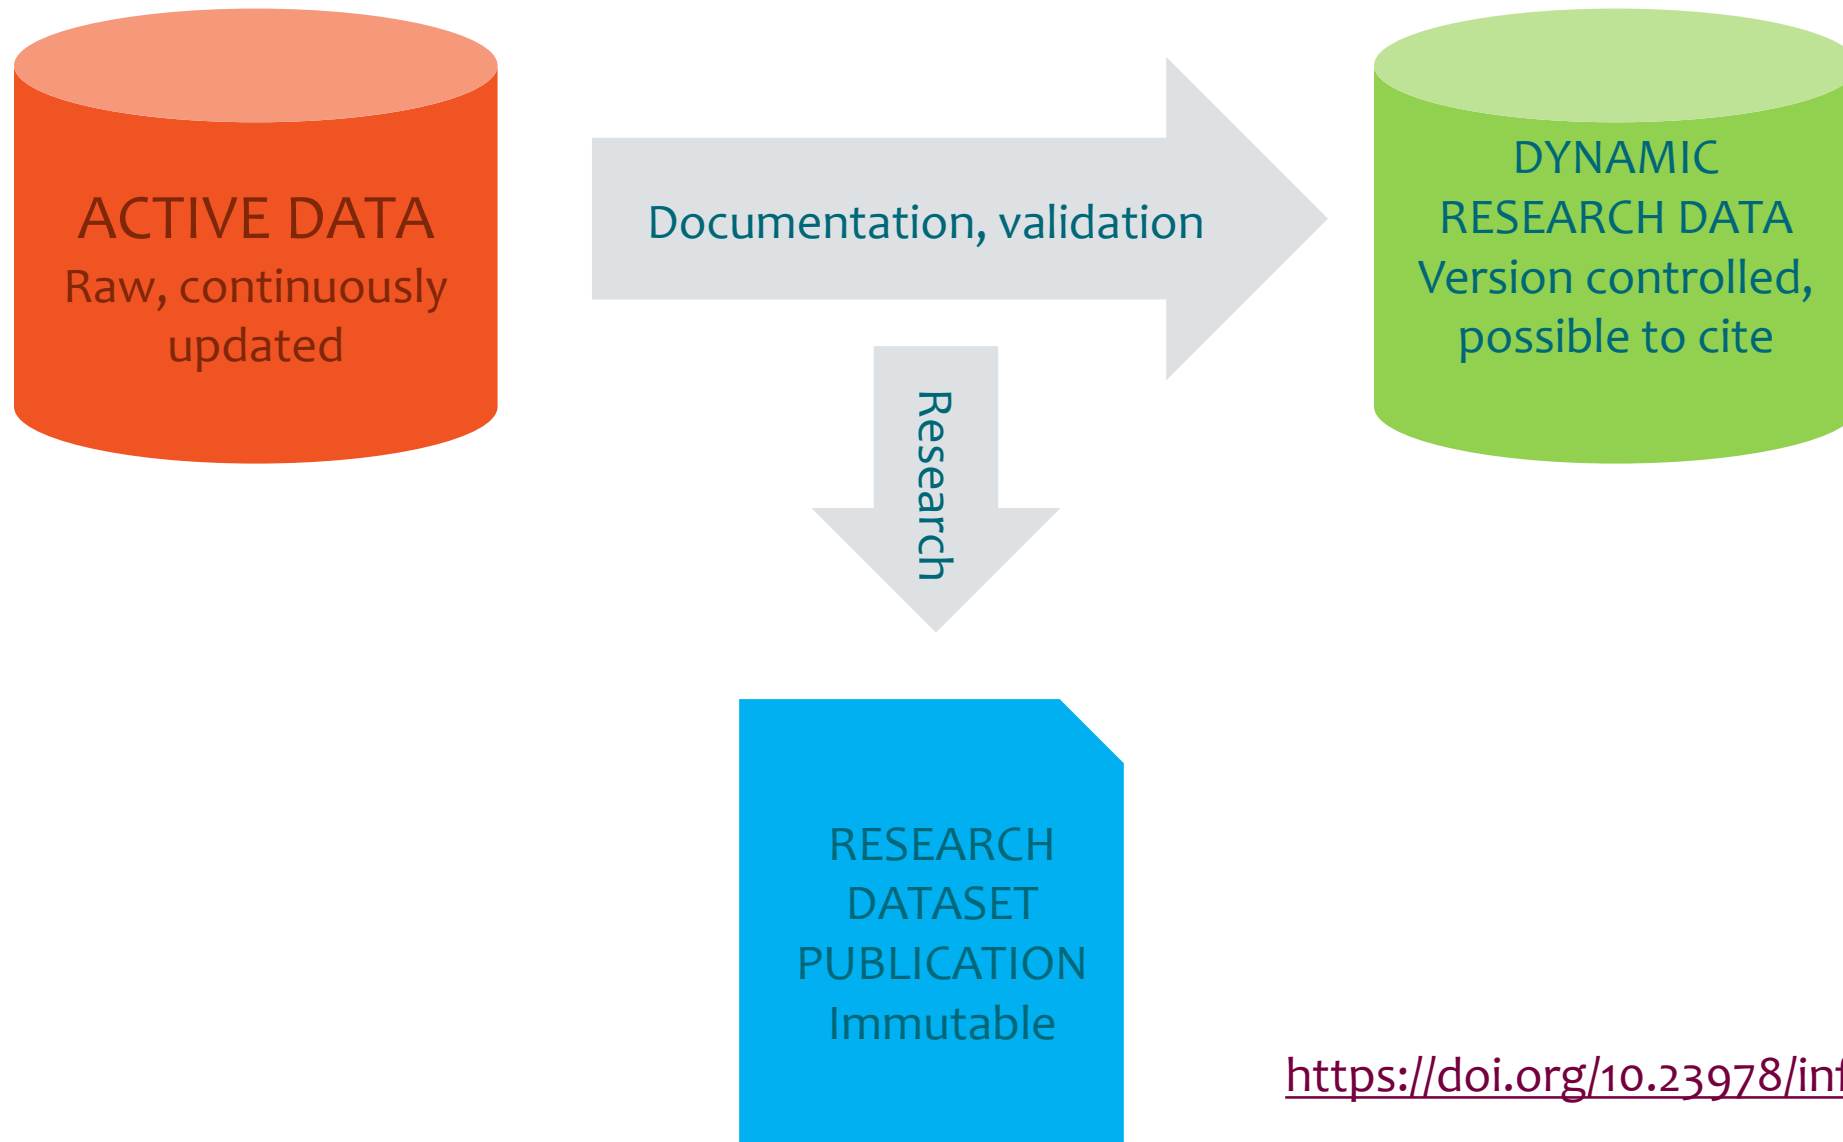 ACTIVE DATA
Raw, continuously
updated
Documentation, validation
DYNAMIC
RESEARCH DATA
Version controlled,
possible to cite
Research
RESEARCH
DATASET
PUBLICATION
Immutable
https://doi.org/10.23978/inf